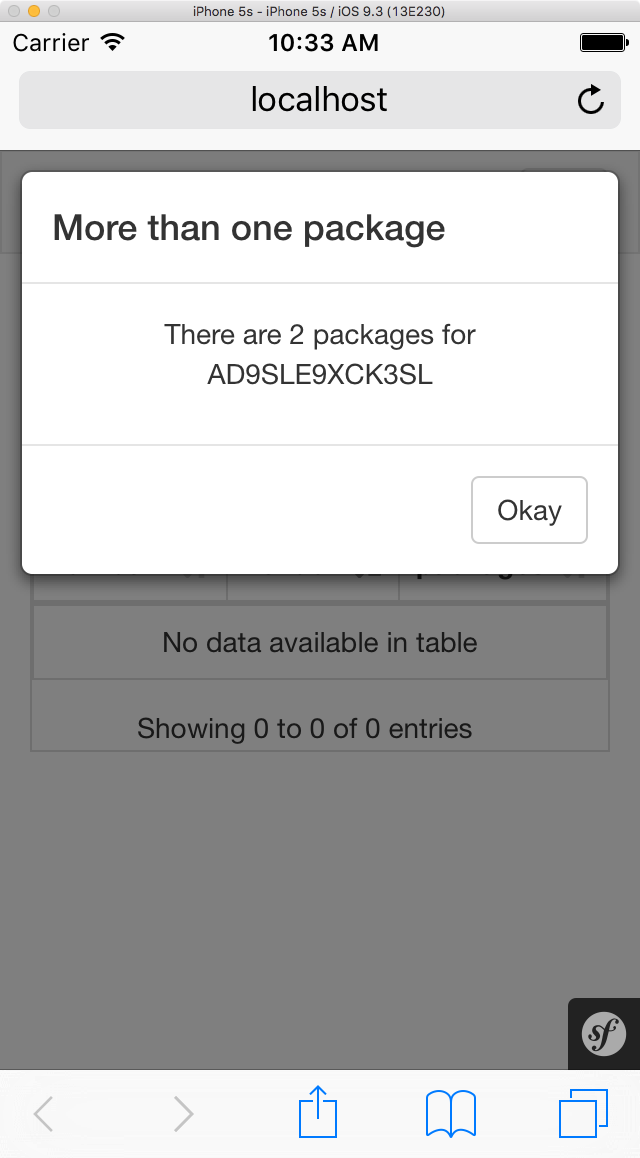 iPhone 5s - iPhone 5s / iOS 9.3 (13E230)
Carrier 10:33 AM
localhost
More than one package
There are 2 packages for
AD9SLE9XCK3SL
Okay
No data available in table
Showing 0 to 0 of 0 entries
sf